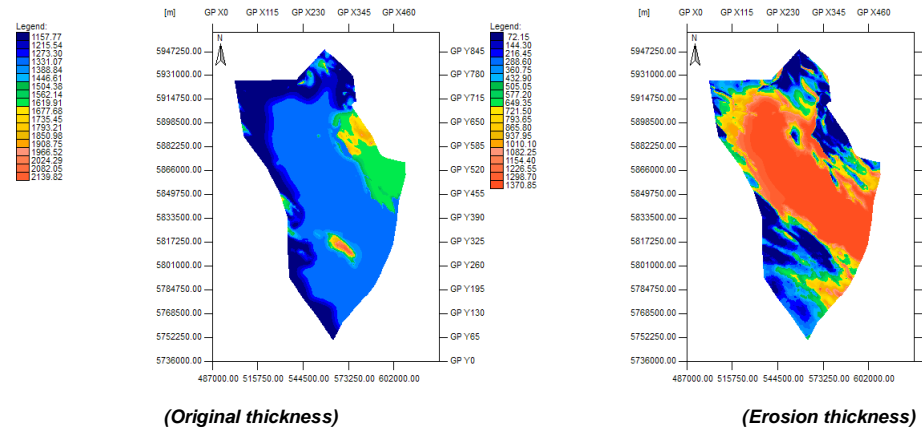 [m] GP X0 GP X115 GP X230 GP X345 GP X460
Legend:
1157.77
1215.54
1273.30
1331.07
1388.84
1446.61
1504.38
1562.14
1619.91
1677.68
1735.45
1793.21
1850.98
1908.75
1966.52
2024.29
2082.05
2139.82
N
5947250.00 GP Y845
5931000.00 GP Y780
5914750.00 GP Y715
5898500.00 GP Y650
5882250.00 GP Y585
5866000.00 GP Y520
5849750.00 GP Y455
5833500.00 GP Y390
5817250.00 GP Y325
5801000.00 GP Y260
5784750.00 GP Y195
5768500.00 GP Y130
5752250.00 GP Y65
5736000.00 GP Y0
487000.00 515750.00 544500.00 573250.00 602000.00
(Original thickness)
[m] GP X0 GP X115 GP X230 GP X345 GP X460
Legend:
72.15
144.30
216.45
288.60
360.75
432.90
505.05
577.20
649.35
721.50
793.65
865.80
937.95
1010.10
1082.25
1154.40
1226.55
1298.70
1370.85
N
5947250.00
5931000.00
5914750.00
5898500.00
5882250.00
5866000.00
5849750.00
5833500.00
5817250.00
5801000.00
5784750.00
5768500.00
5752250.00
5736000.00
487000.00 515750.00 544500.00 573250.00 602000.00
(Erosion thickness)